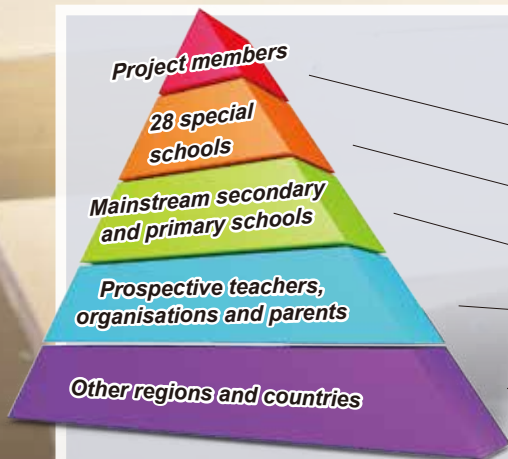 Project members
28 special
schools
Mainstream secondary
and primary schools
Prospective teachers,
organisations and parents
Other regions and countries